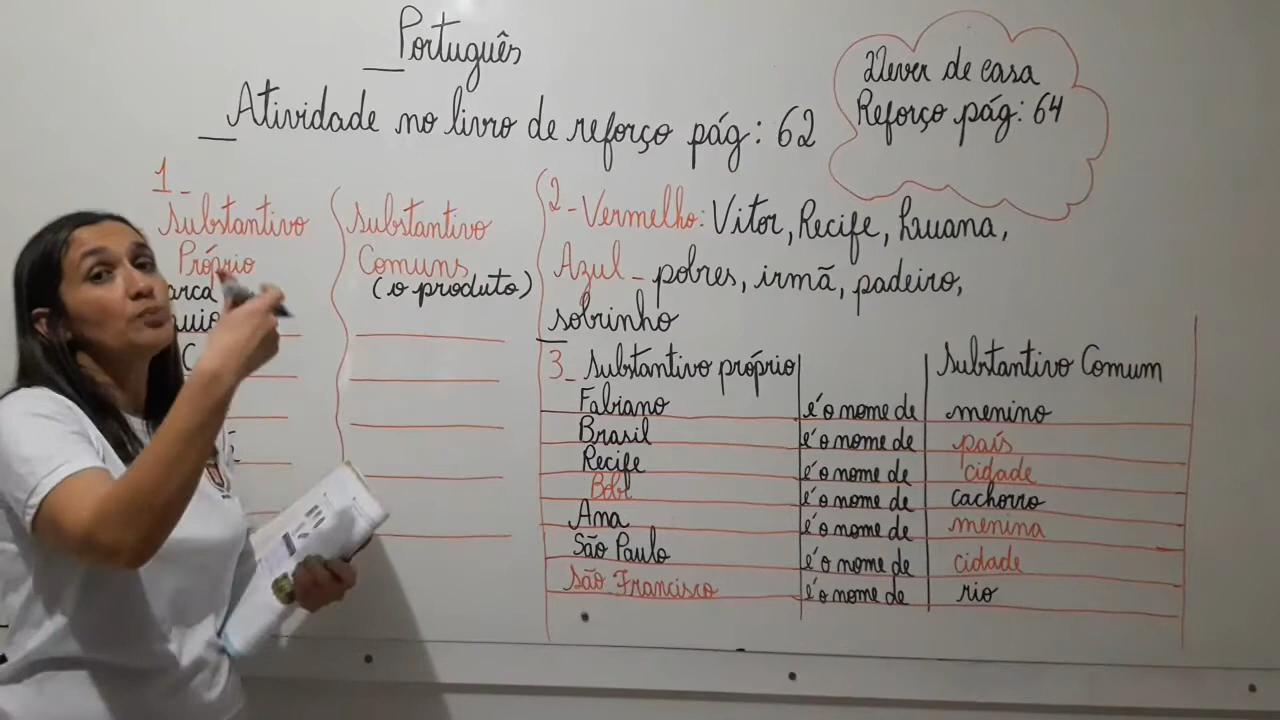 Português
Atividade no livro de reforço pág: 62
Dever de casa
Reforço pág: 64
1-
Substantivo
Próprio
Substantivo
Comuns
(o produto)
2-Vermelho: Vitor, Recife, Luana,
Azul- pobres, irmã, padeiro,
sobrinho
3- Substantivo próprio Substantivo Comum
Fabiano é o nome de menino
Brasil é o nome de país
Recife é o nome de cidade
é o nome de cachorro
Ana é o nome de menina
São Paulo é o nome de cidade
São Francisco é o nome de rio